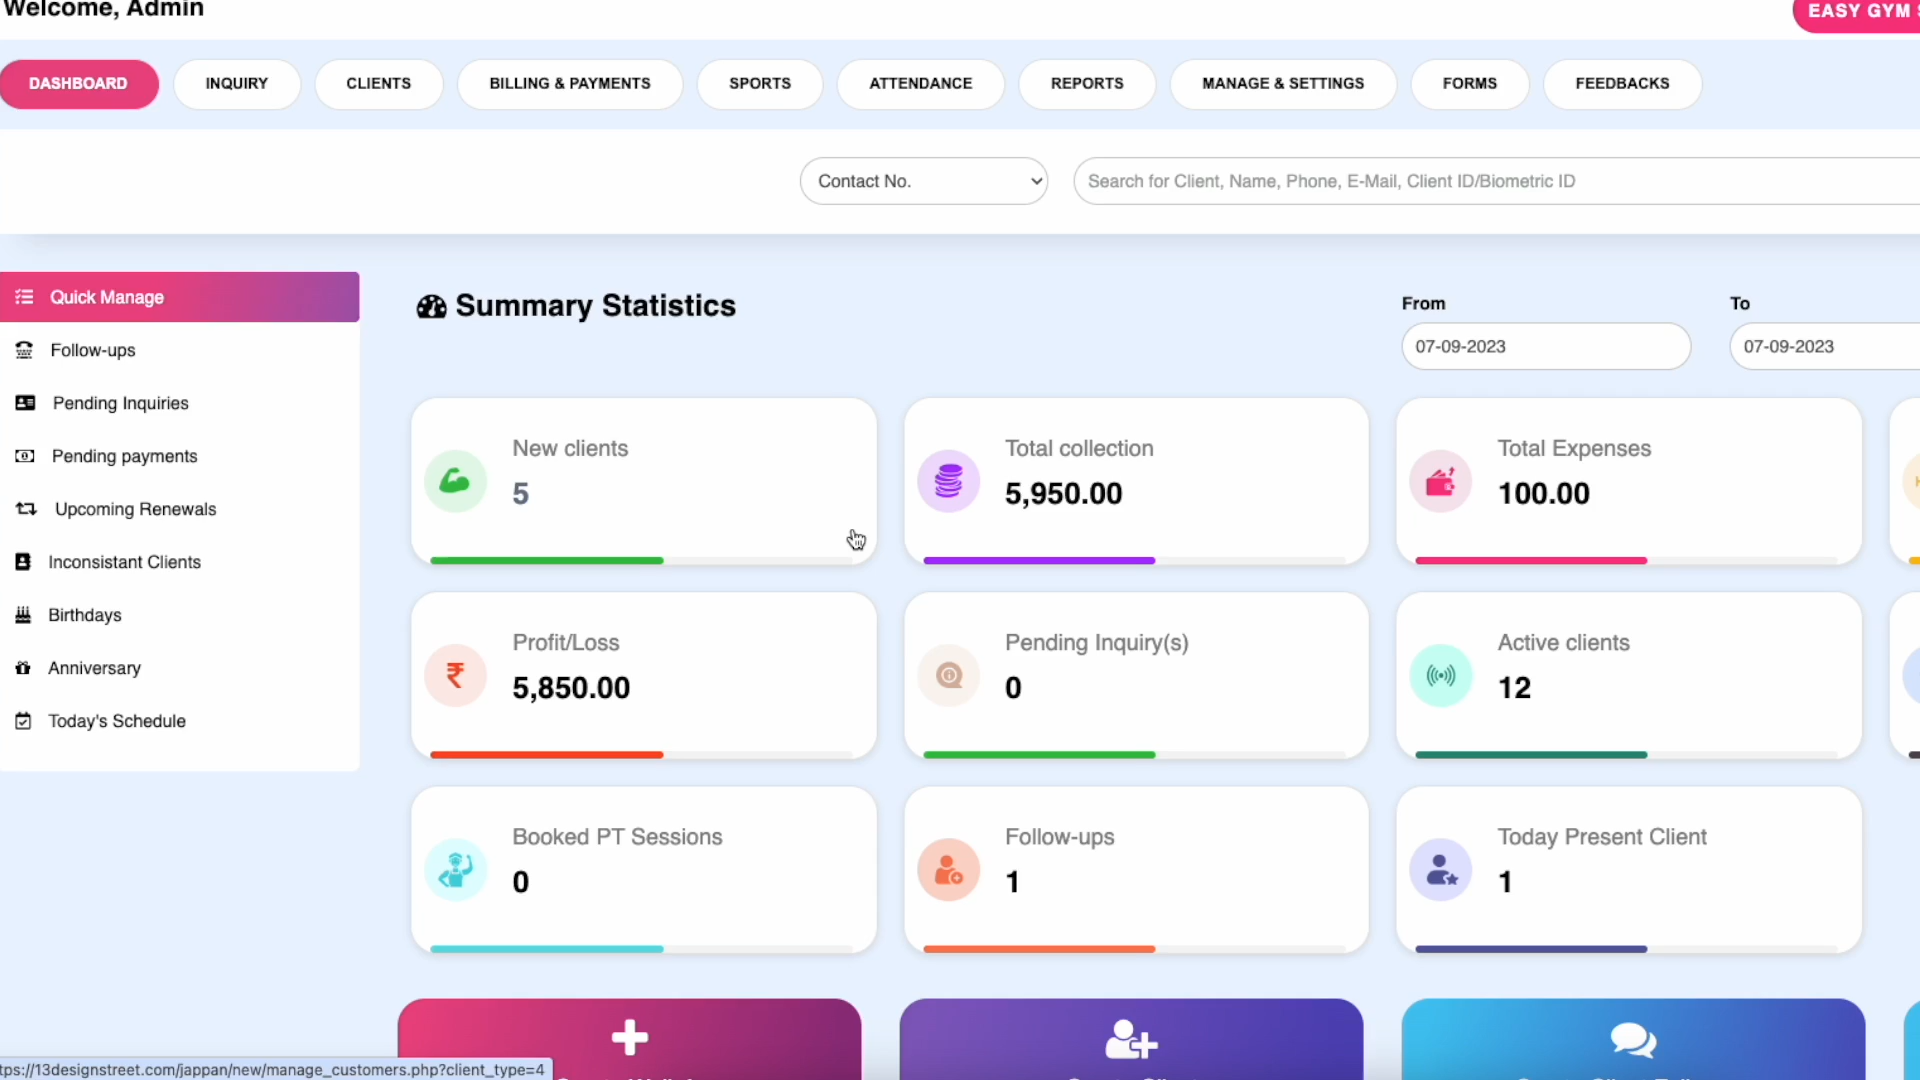 Welcome, Admin
EASY GYM
DASHBOARD
INQUIRY
CLIENTS
BILLING & PAYMENTS
SPORTS
ATTENDANCE
REPORTS
MANAGE & SETTINGS
FORMS
FEEDBACKS
Contact No.
Search for Client, Name, Phone, E-Mail, Client ID/Biometric ID
Quick Manage
Follow-ups
Pending Inquiries
Pending payments
Upcoming Renewals
Inconsistant Clients
Birthdays
Anniversary
Today's Schedule
Summary Statistics
From
To
07-09-2023
07-09-2023
New clients
5
Total collection
5,950.00
Total Expenses
100.00
Profit/Loss
₹
5,850.00
Pending Inquiry(s)
0
Active clients
12
Booked PT Sessions
0
Follow-ups
1
Today Present Client
1
tps://13designstreet.com/jappan/new/manage_customers.php?client_type=4